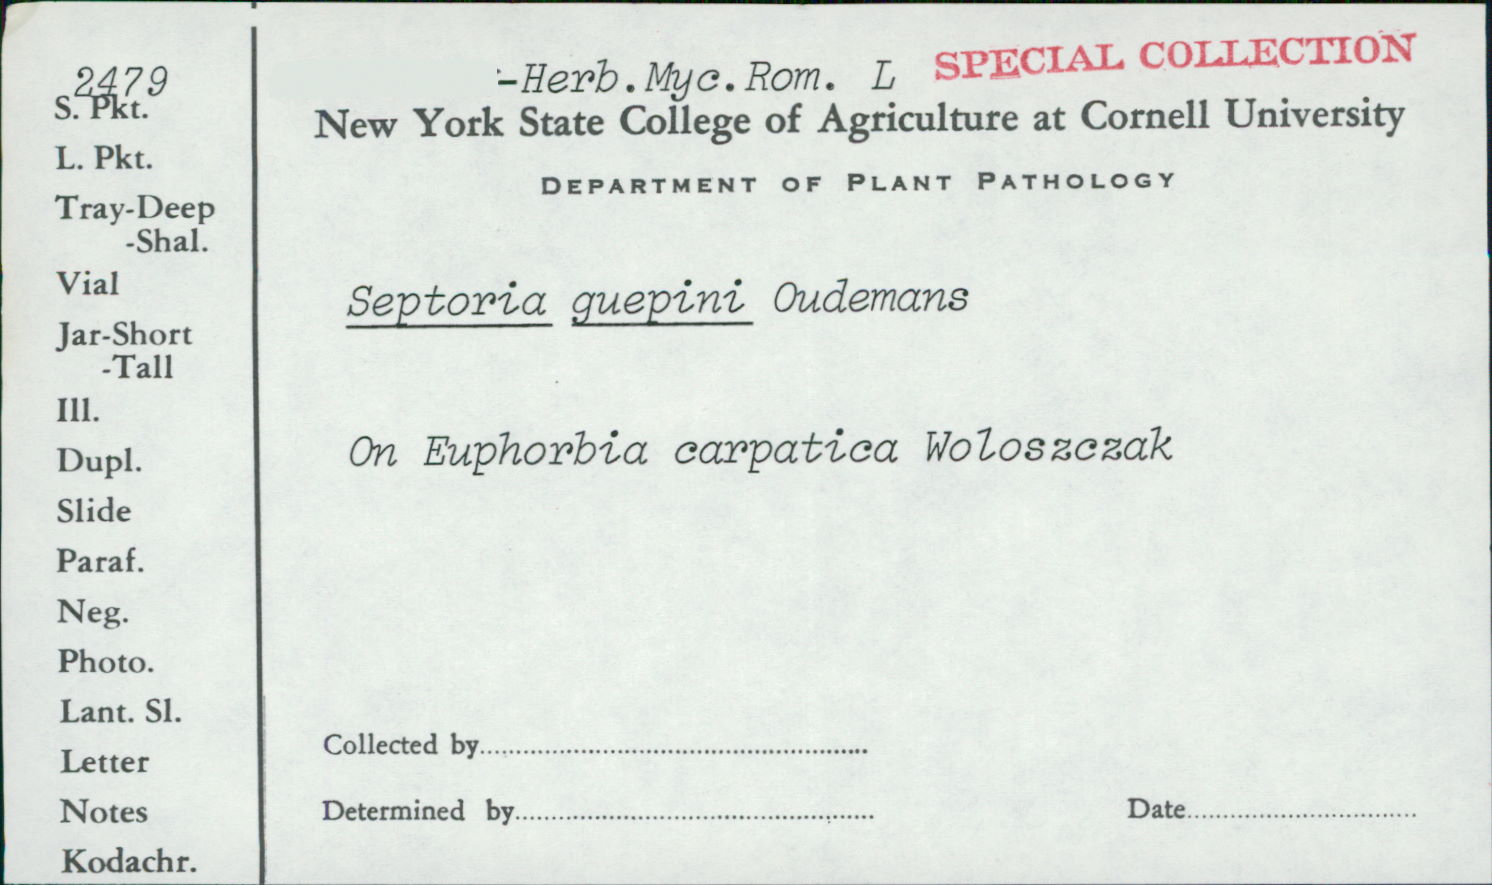 2479
S. Pkt.
L. Pkt.
Tray-Deep
-Shal.
Vial
Jar-Short
-Tall
Ill.
Dupl.
Slide
Paraf.
Neg.
Photo.
Lant. Sl.
Letter
Notes
Kodachr.
-Herb.Myc.Rom. L SPECIAL COLLECTION
New York State College of Agriculture at Cornell University
DEPARTMENT OF PLANT PATHOLOGY
Septoria guepini Oudemans
On Euphorbia carpatica Woloszczak
Collected by
Determined by Date